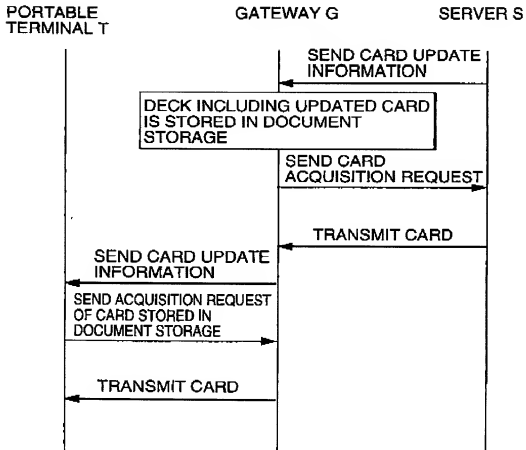 PORTABLE
TERMINAL T
GATEWAY G
SERVER S
SEND CARD UPDATE
INFORMATION
DECK INCLUDING UPDATED CARD
IS STORED IN DOCUMENT
STORAGE
SEND CARD
ACQUISITION REQUEST
TRANSMIT CARD
SEND CARD UPDATE
INFORMATION
SEND ACQUISITION REQUEST
OF CARD STORED IN
DOCUMENT STORAGE
TRANSMIT CARD